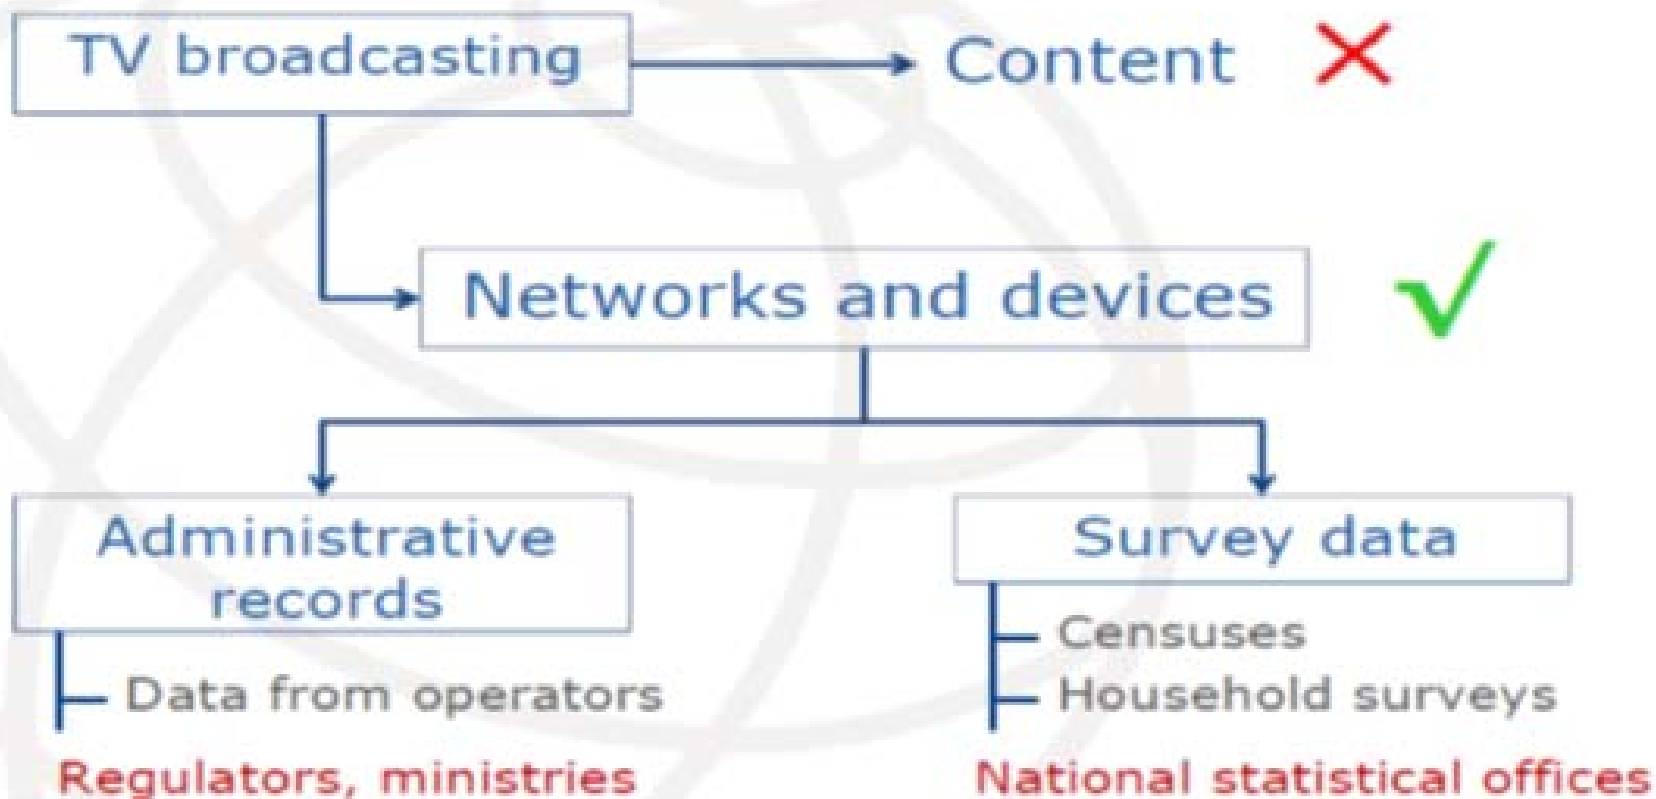 TV broadcasting
Content
Networks and devices
Administrative
records
Survey data
Censuses
Data from operators
Household surveys
Regulators, ministries
National statistical offices